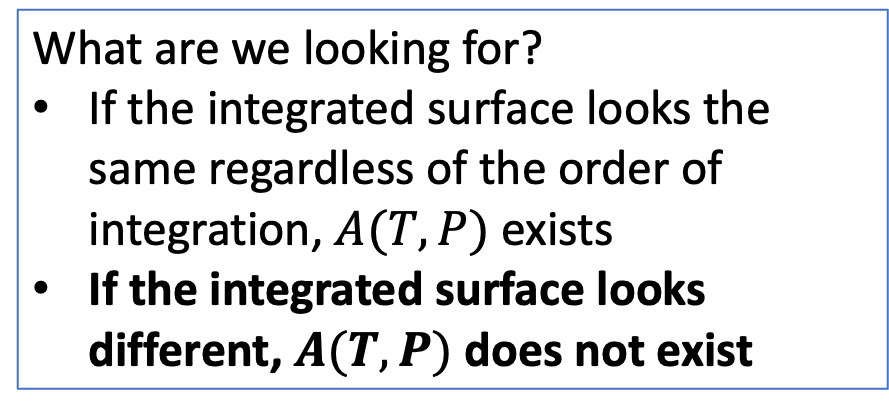 What are we looking for?
• If the integrated surface looks the
same regardless of the order of
integration, A(T, P) exists
• If the integrated surface looks
different, A(T, P) does not exist